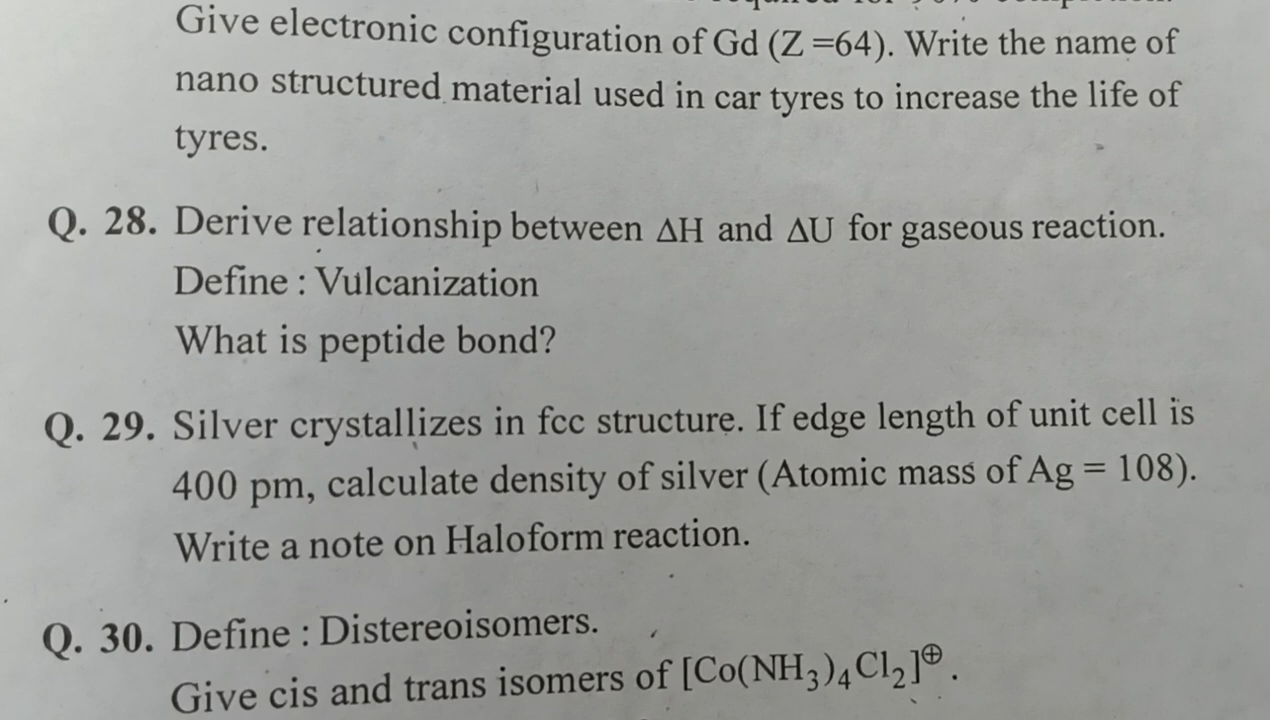 Give electronic configuration of Gd (Z =64). Write the name of
nano structured material used in car tyres to increase the life of
tyres.
Q. 28. Derive relationship between ΔH and ΔU for gaseous reaction.
Define : Vulcanization
What is peptide bond?
Q. 29. Silver crystallizes in fcc structure. If edge length of unit cell is
400 pm, calculate density of silver (Atomic mass of Ag = 108).
Write a note on Haloform reaction.
Q. 30. Define : Distereoisomers.
Give cis and trans isomers of [Co(NH₃)₄Cl₂]⊕.